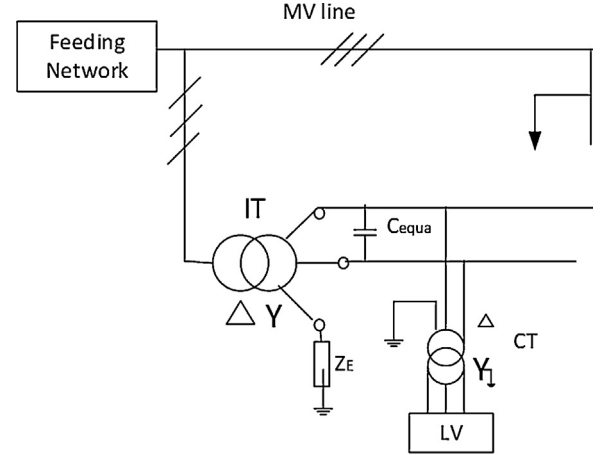 MV line
Feeding
Network
IT
Cequa
△ Y
ZE
△
CT
Y
LV